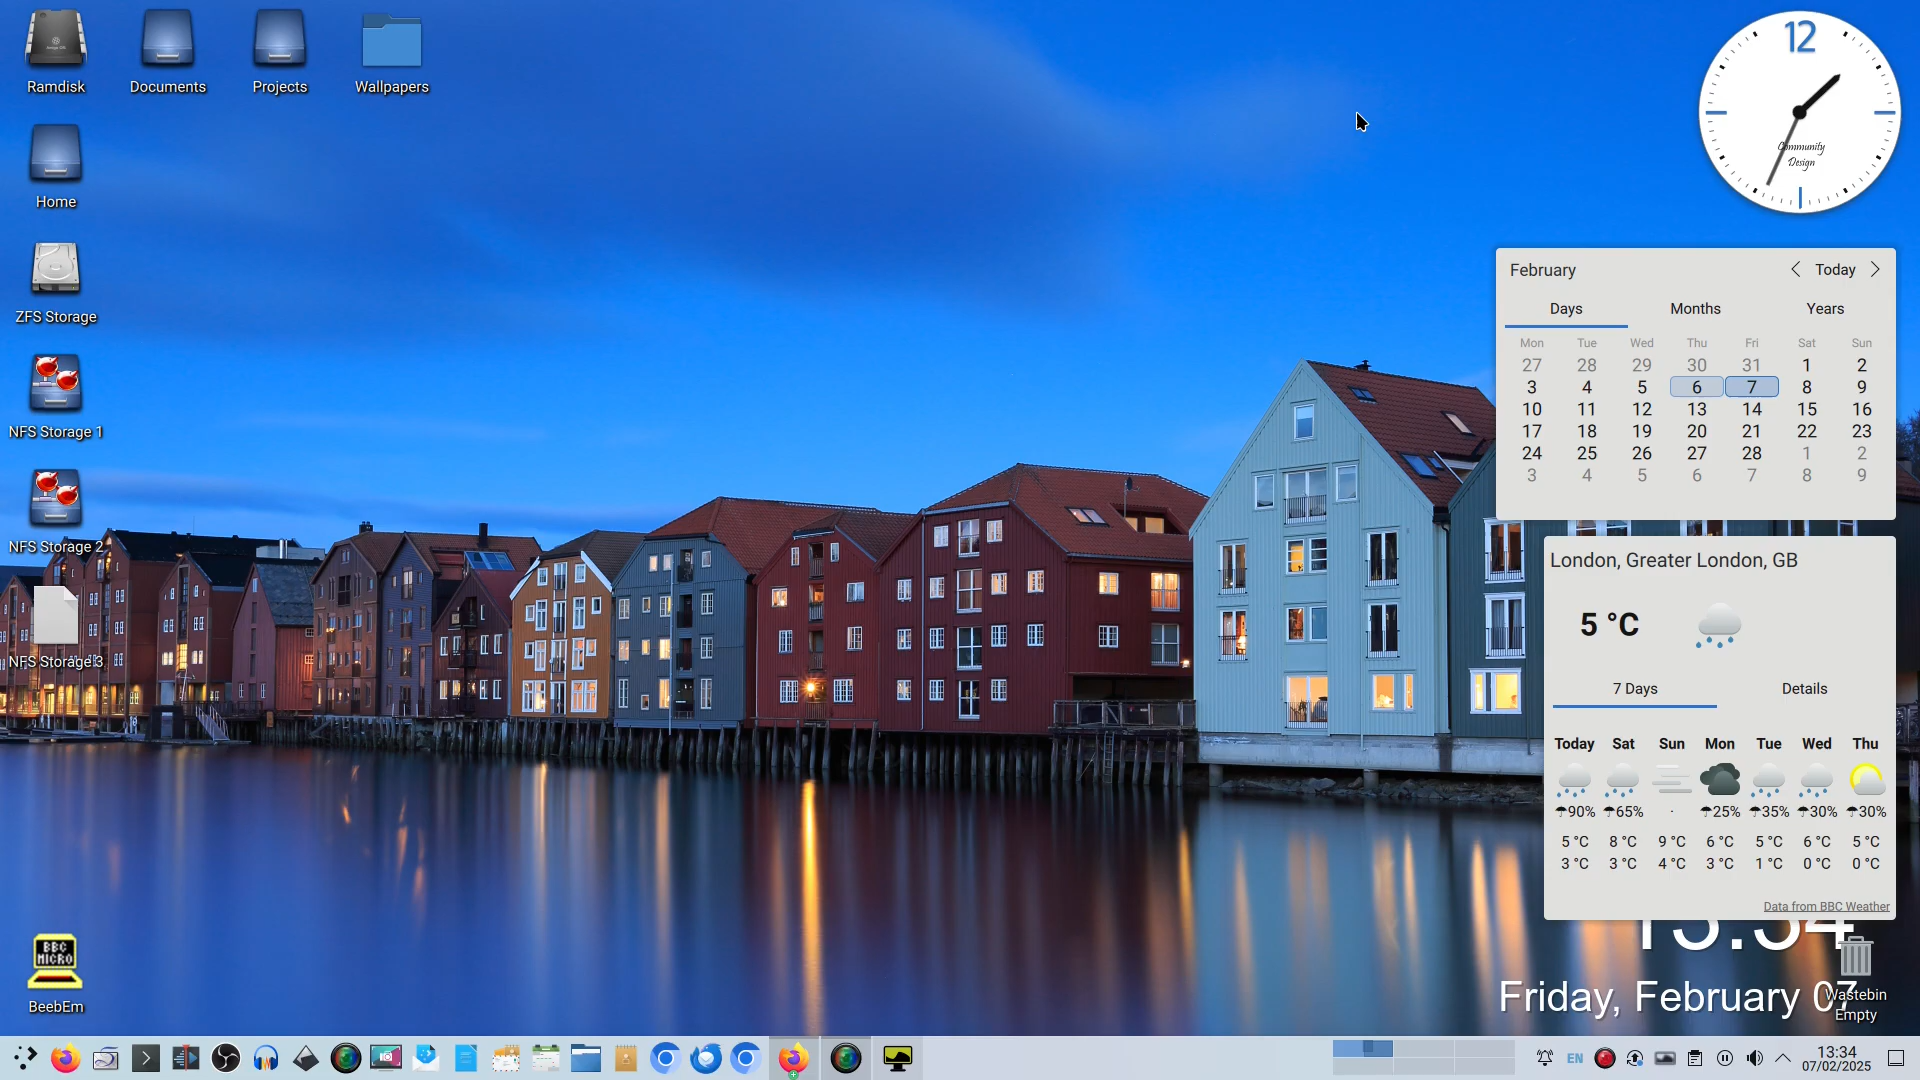 Ramdisk
Documents
Projects
Wallpapers
Home
ZFS Storage
NFS Storage 1
NFS Storage 2
NFS Storage 3
BBC
MICRO
BeebEm
12
Community
Design
February
Today
Days Months Years
Mon Tue Wed Thu Fri Sat Sun
27 28 29 30 31 1 2
3 4 5 6 7 8 9
10 11 12 13 14 15 16
17 18 19 20 21 22 23
24 25 26 27 28 1 2
3 4 5 6 7 8 9
London, Greater London, GB
5 °C
7 Days Details
Today Sat Sun Mon Tue Wed Thu
☂90% ☂65% · ☂25% ☂35% ☂30% ☂30%
5 °C 8 °C 9 °C 6 °C 5 °C 6 °C 5 °C
3 °C 3 °C 4 °C 3 °C 1 °C 0 °C 0 °C
Data from BBC Weather
13:34
Friday, February 07
Wastebin
Empty
EN
13:34
07/02/2025